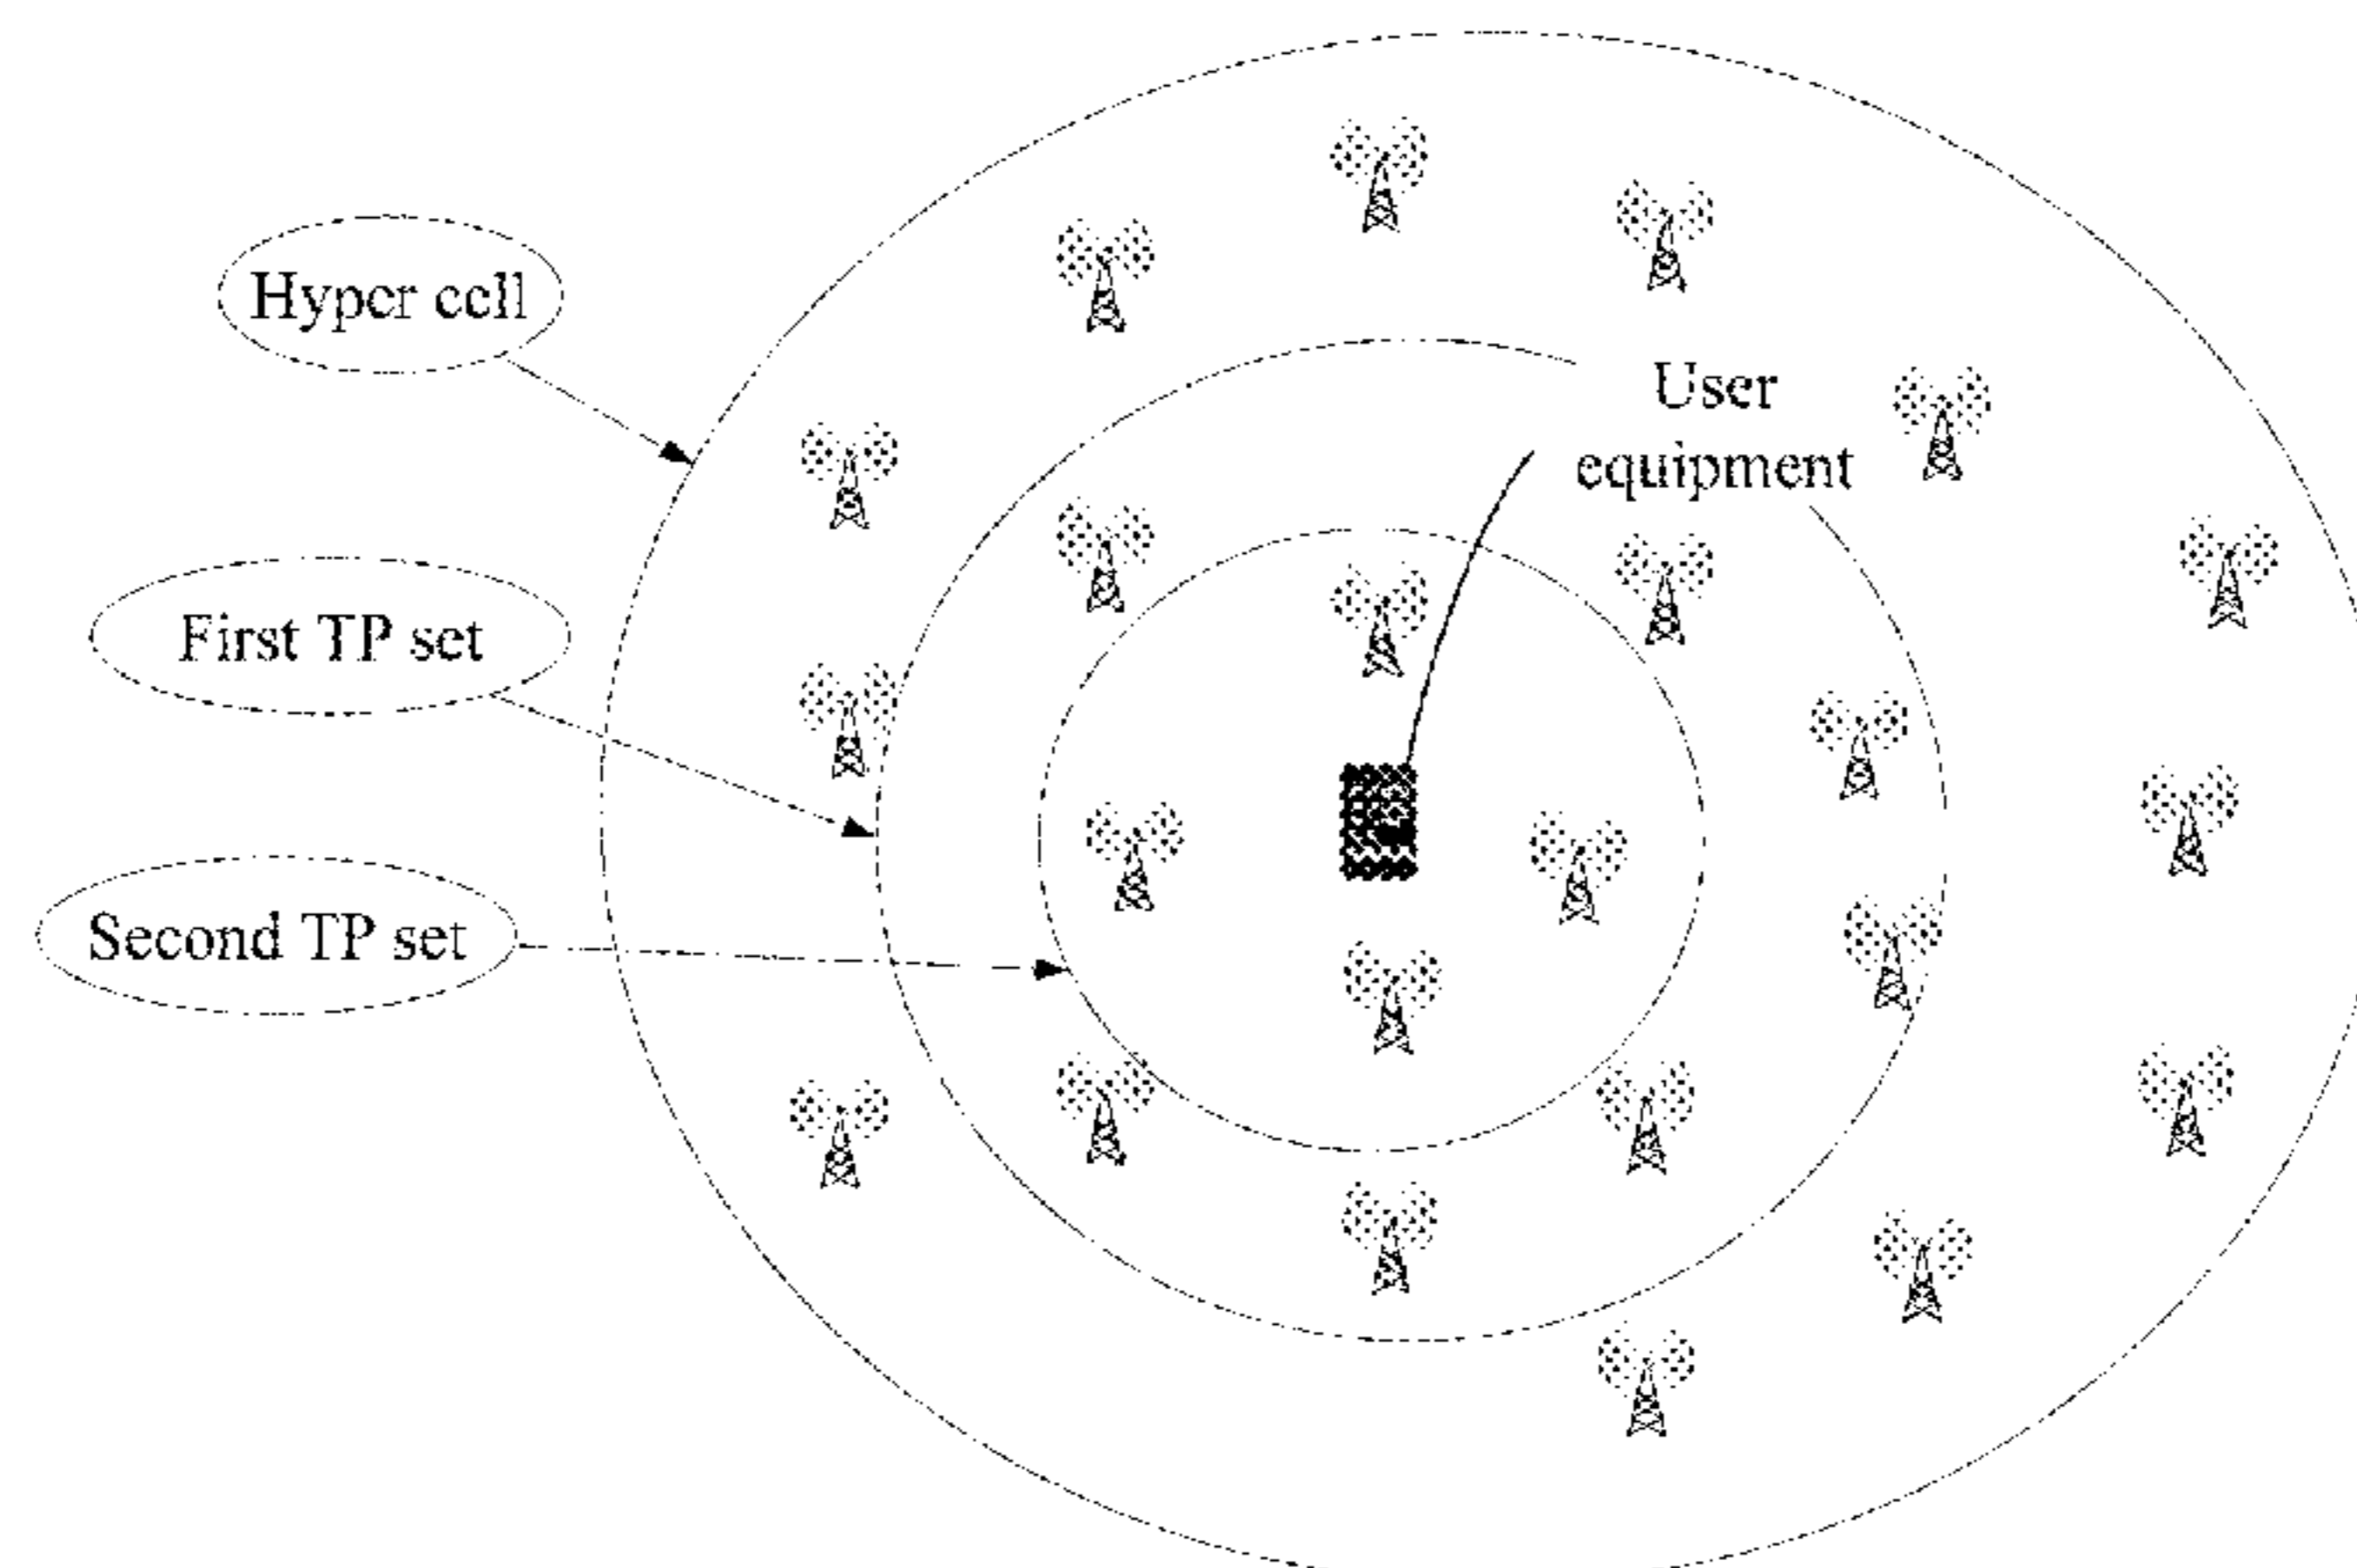 Hyper cell
User
equipment
First TP set
Second TP set